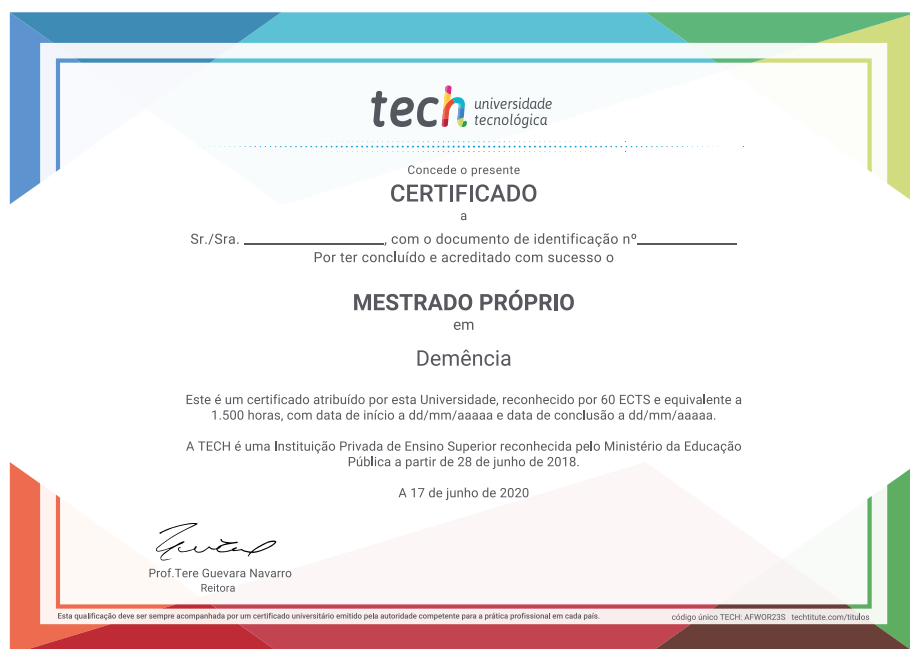 tech universidade
tecnológica
Concede o presente
CERTIFICADO
a
Sr./Sra. ________________, com o documento de identificação nº____________
Por ter concluído e acreditado com sucesso o
MESTRADO PRÓPRIO
em
Demência
Este é um certificado atribuído por esta Universidade, reconhecido por 60 ECTS e equivalente a
1.500 horas, com data de início a dd/mm/aaaaa e data de conclusão a dd/mm/aaaaa.
A TECH é uma Instituição Privada de Ensino Superior reconhecida pelo Ministério da Educação
Pública a partir de 28 de junho de 2018.
A 17 de junho de 2020
Prof.Tere Guevara Navarro
Reitora
Esta qualificação deve ser sempre acompanhada por um certificado universitário emitido pela autoridade competente para a prática profissional em cada país.
código único TECH: AFWOR23S techtitute.com/titulos